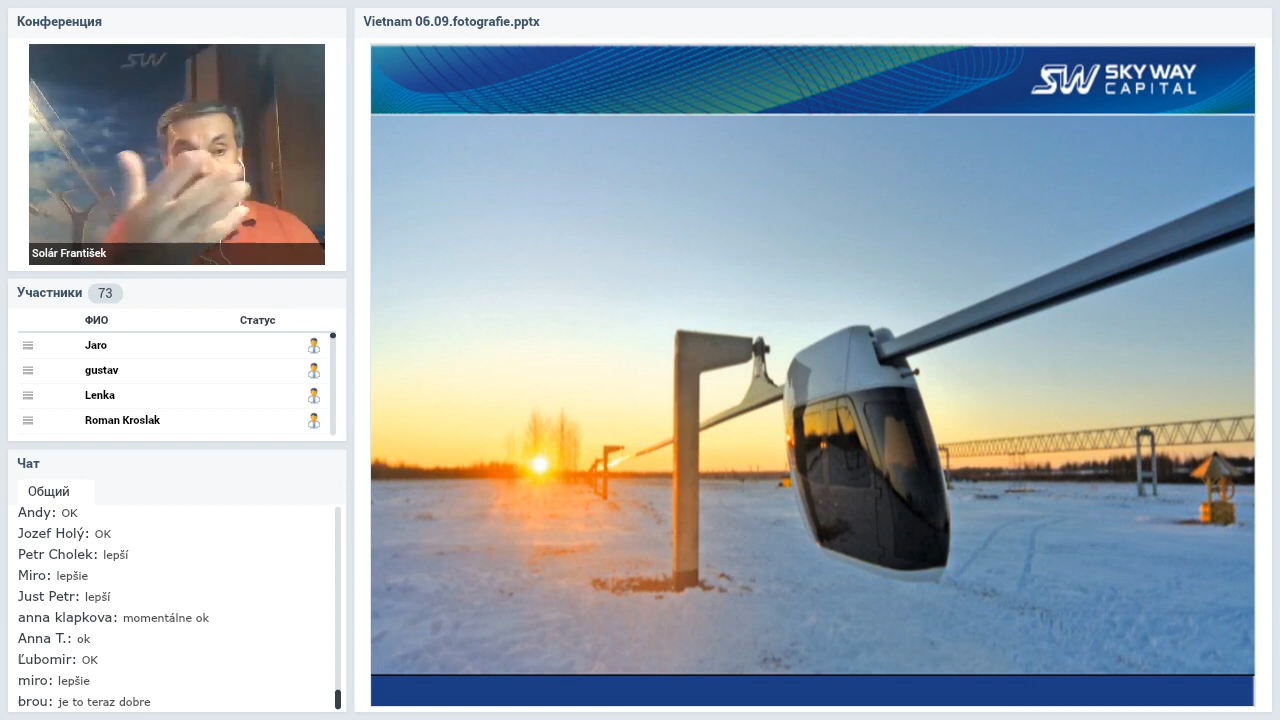 Конференция
SW
Solár František
Участники 73
ФИО Статус
Jaro
gustav
Lenka
Roman Kroslak
Чат
Общий
Andy: OK
Jozef Holý: OK
Petr Cholek: lepší
Miro: lepšie
Just Petr: lepší
anna klapkova: momentálne ok
Anna T.: ok
Ľubomir: OK
miro: lepšie
brou: je to teraz dobre
Vietnam 06.09.fotografie.pptx
SW SKY WAY
CAPITAL